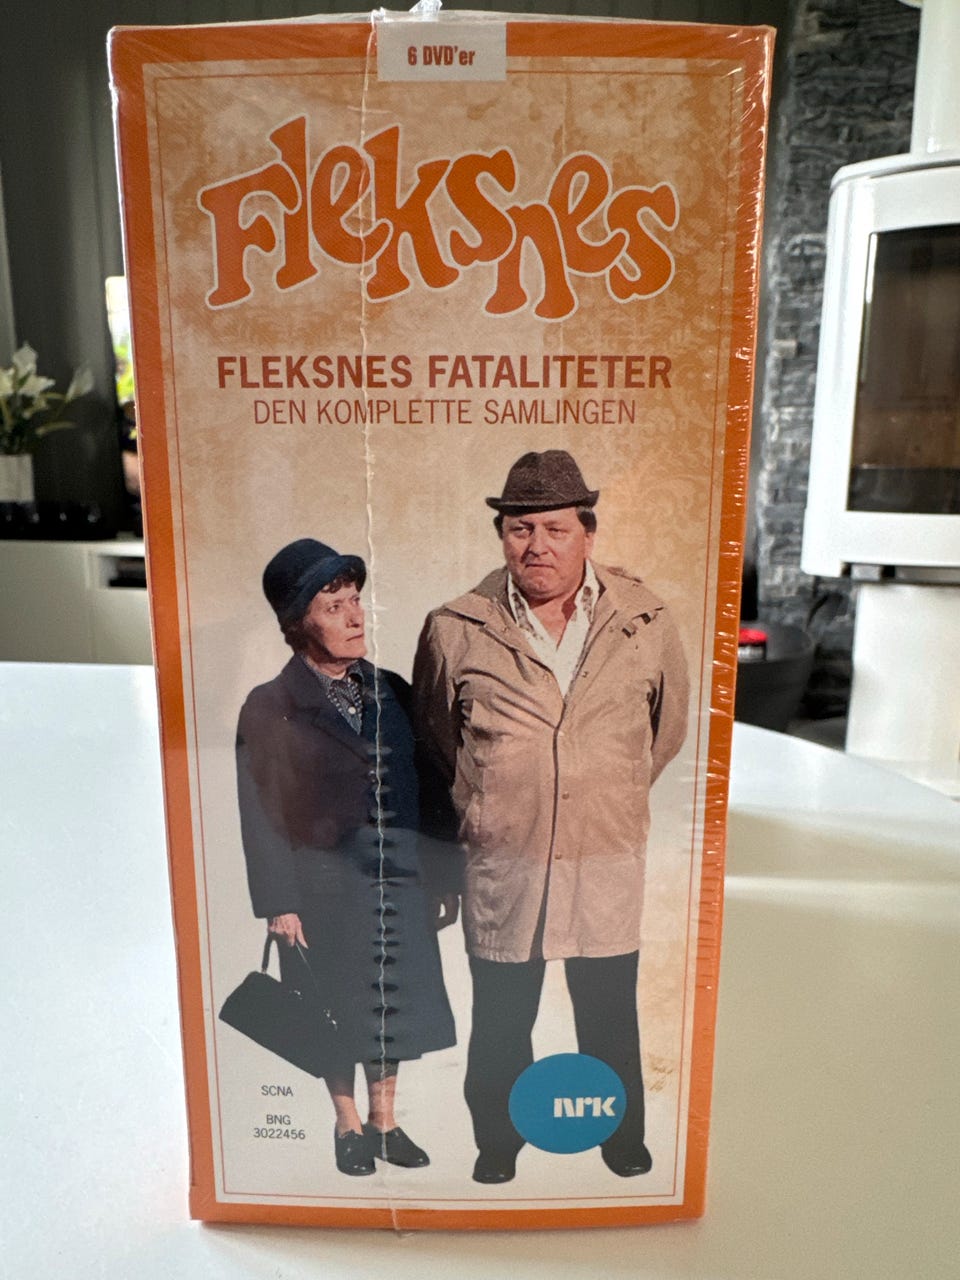 6 DVD'er
Fleksnes
FLEKSNES FATALITETER
DEN KOMPLETTE SAMLINGEN
SCNA
BNG
3022456
nrk